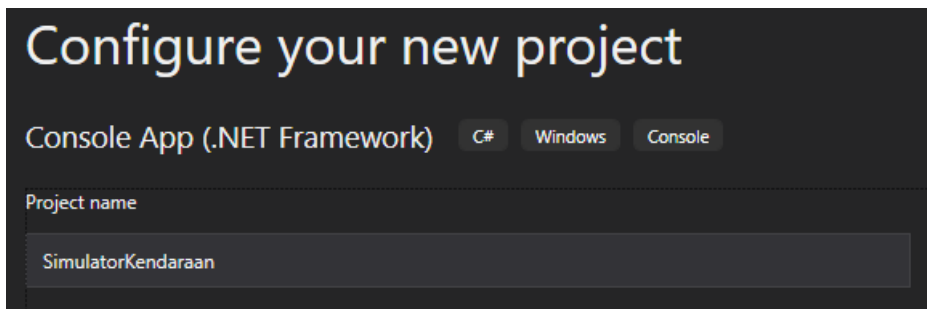 Configure your new project
Console App (.NET Framework) C# Windows Console
Project name
SimulatorKendaraan